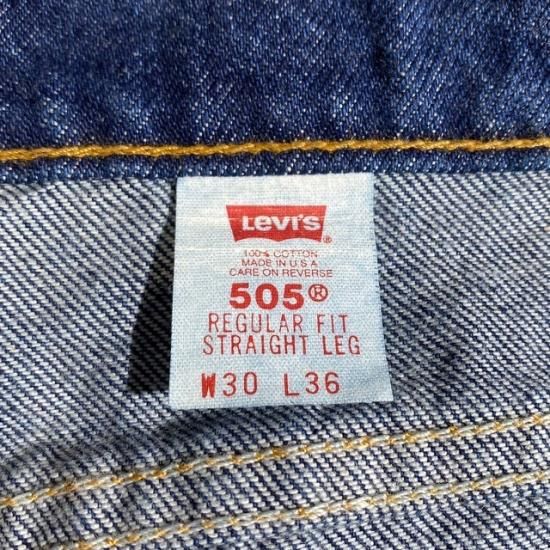 LEVI'S ®
100% COTTON
MADE IN U S A
CARE ON REVERSE
505®
REGULAR FIT
STRAIGHT LEG
W30 L36